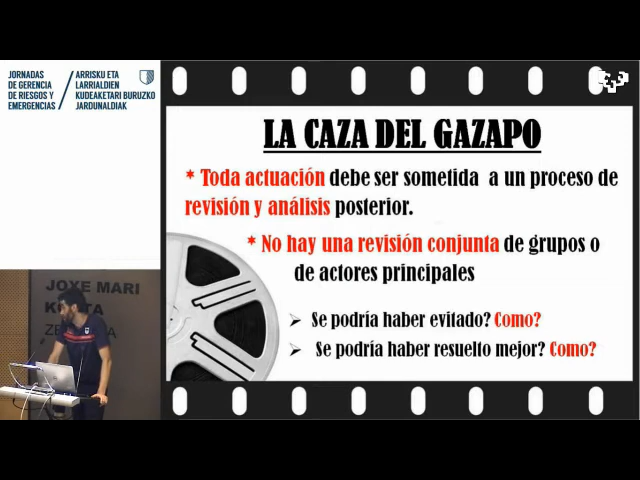 JORNADAS
DE GERENCIA
DE RIESGOS Y
EMERGENCIAS
ARRISKU ETA
LARRIALDIEN
KUDEAKETARI BURUZKO
JARDUNALDIAK
LA CAZA DEL GAZAPO
* Toda actuación debe ser sometida a un proceso de
revisión y análisis posterior.
* No hay una revisión conjunta de grupos o
de actores principales
➢ Se podría haber evitado? Como?
➢ Se podría haber resuelto mejor? Como?
JOXE MARI